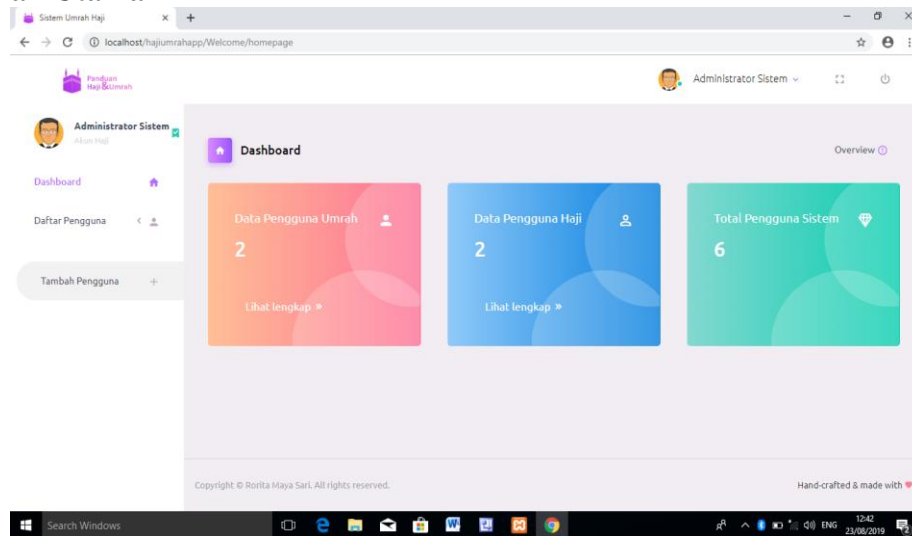 Sistem Umrah Haji
localhost/hajiumrahapp/Welcome/homepage
Panduan
Haji&Umrah
Administrator Sistem
Administrator Sistem
Akun Haji
Dashboard
Overview
Dashboard
Daftar Pengguna
Tambah Pengguna
Data Pengguna Umrah
2
Lihat lengkap »
Data Pengguna Haji
2
Lihat lengkap »
Total Pengguna Sistem
6
Copyright © Rorita Maya Sari. All rights reserved.
Hand-crafted & made with
Search Windows
ENG
12:42
23/08/2019